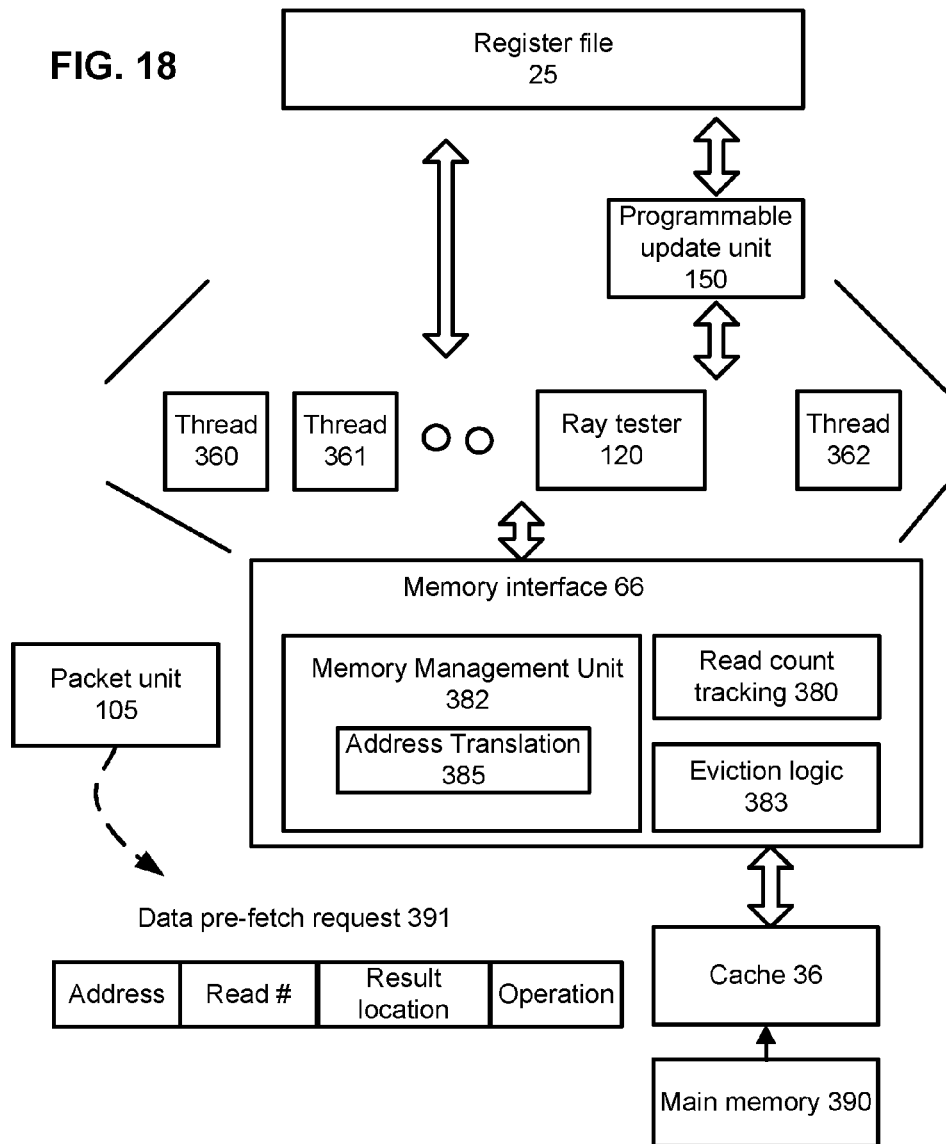 FIG. 18
Register file
25
Programmable
update unit
150
Thread
360
Thread
361
Ray tester
120
Thread
362
Memory interface 66
Packet unit
105
Memory Management Unit
382
Address Translation
385
Read count
tracking 380
Eviction logic
383
Data pre-fetch request 391
Address
Read #
Result
location
Operation
Cache 36
Main memory 390